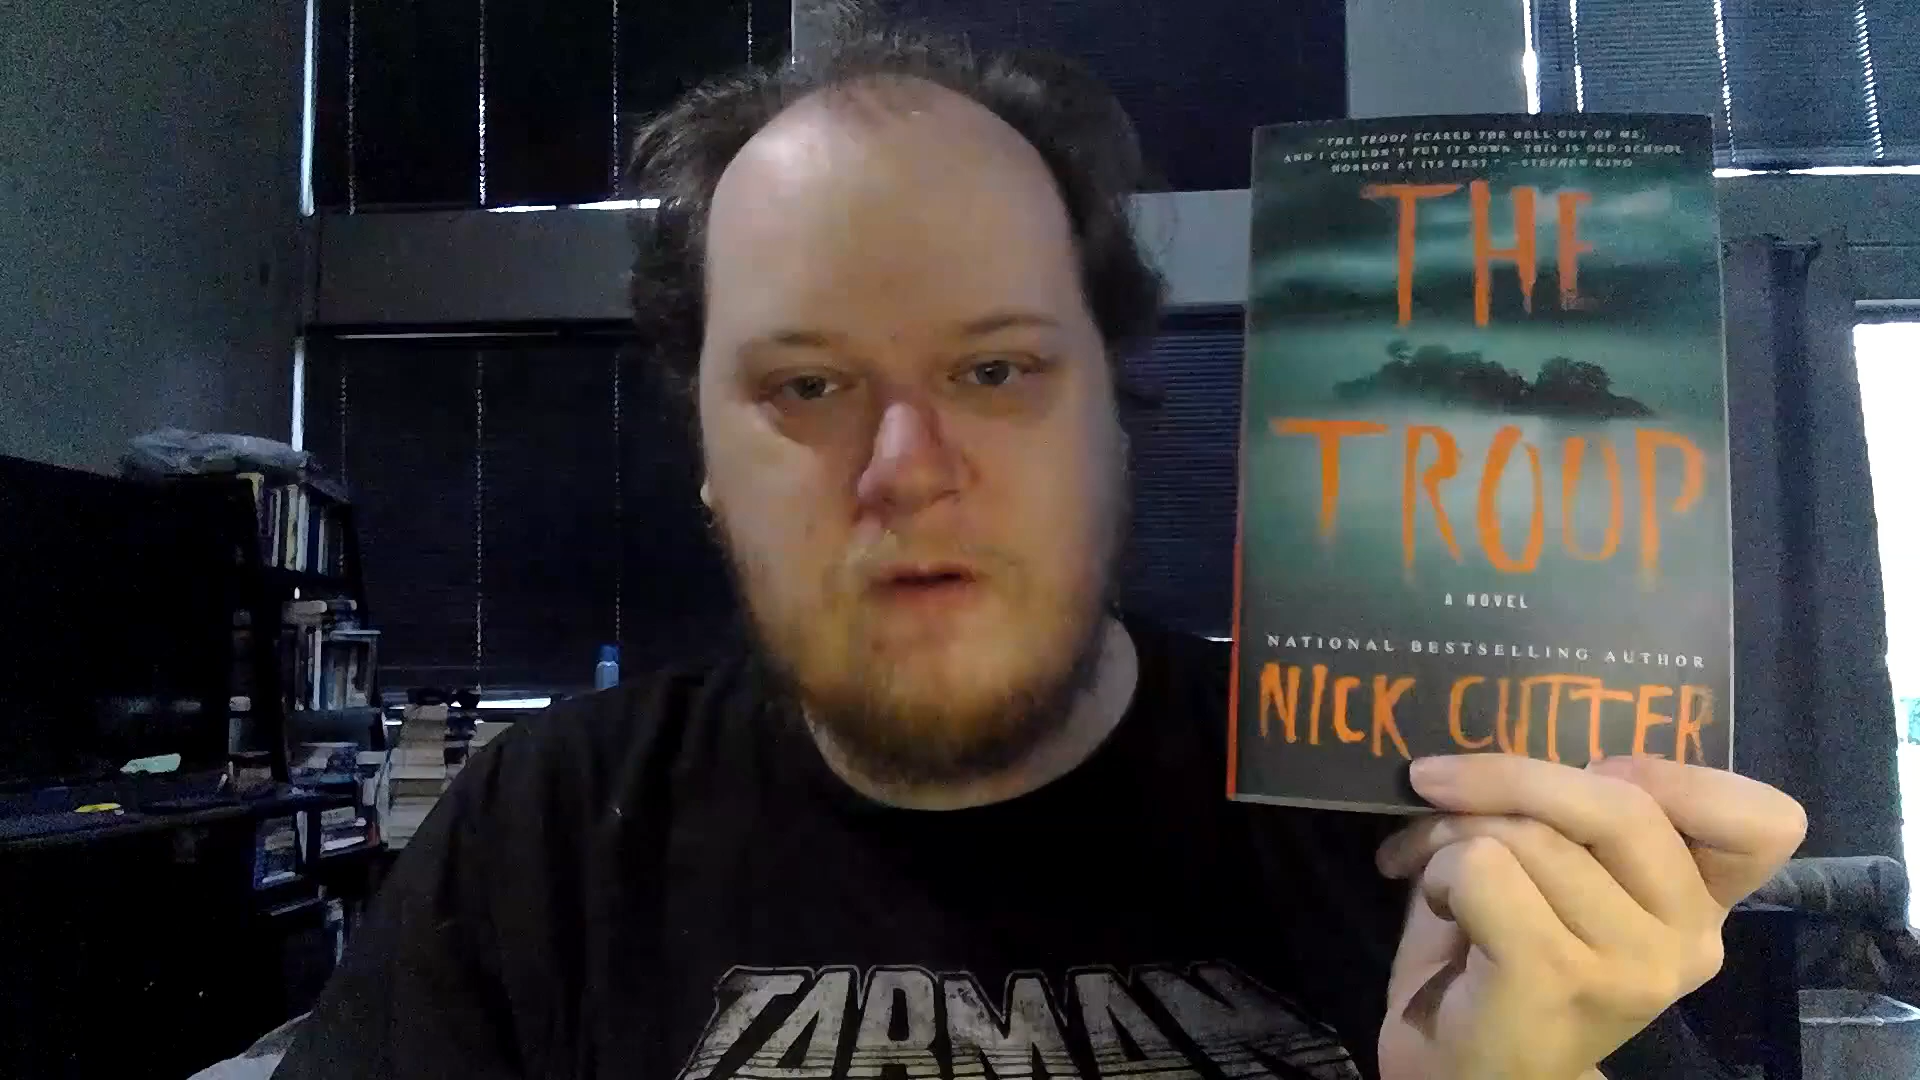 "THE TROOP SCARED THE HELL OUT OF ME,
AND I COULDN'T PUT IT DOWN. THIS IS OLD-SCHOOL
HORROR AT ITS BEST." —STEPHEN KING
THE
TROOP
A NOVEL
NATIONAL BESTSELLING AUTHOR
NICK CUTTER
TARMAN